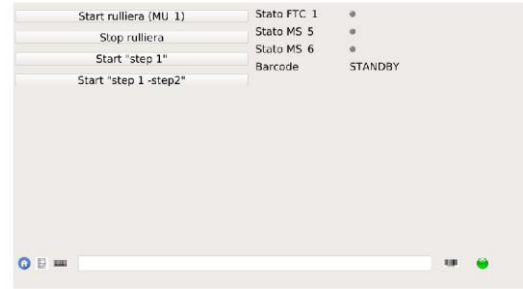 Start rulliera (MU 1)
Stop rulliera
Start "step 1"
Start "step 1 -step2"
Stato FTC 1
Stato MS 5
Stato MS 6
Barcode STANDBY